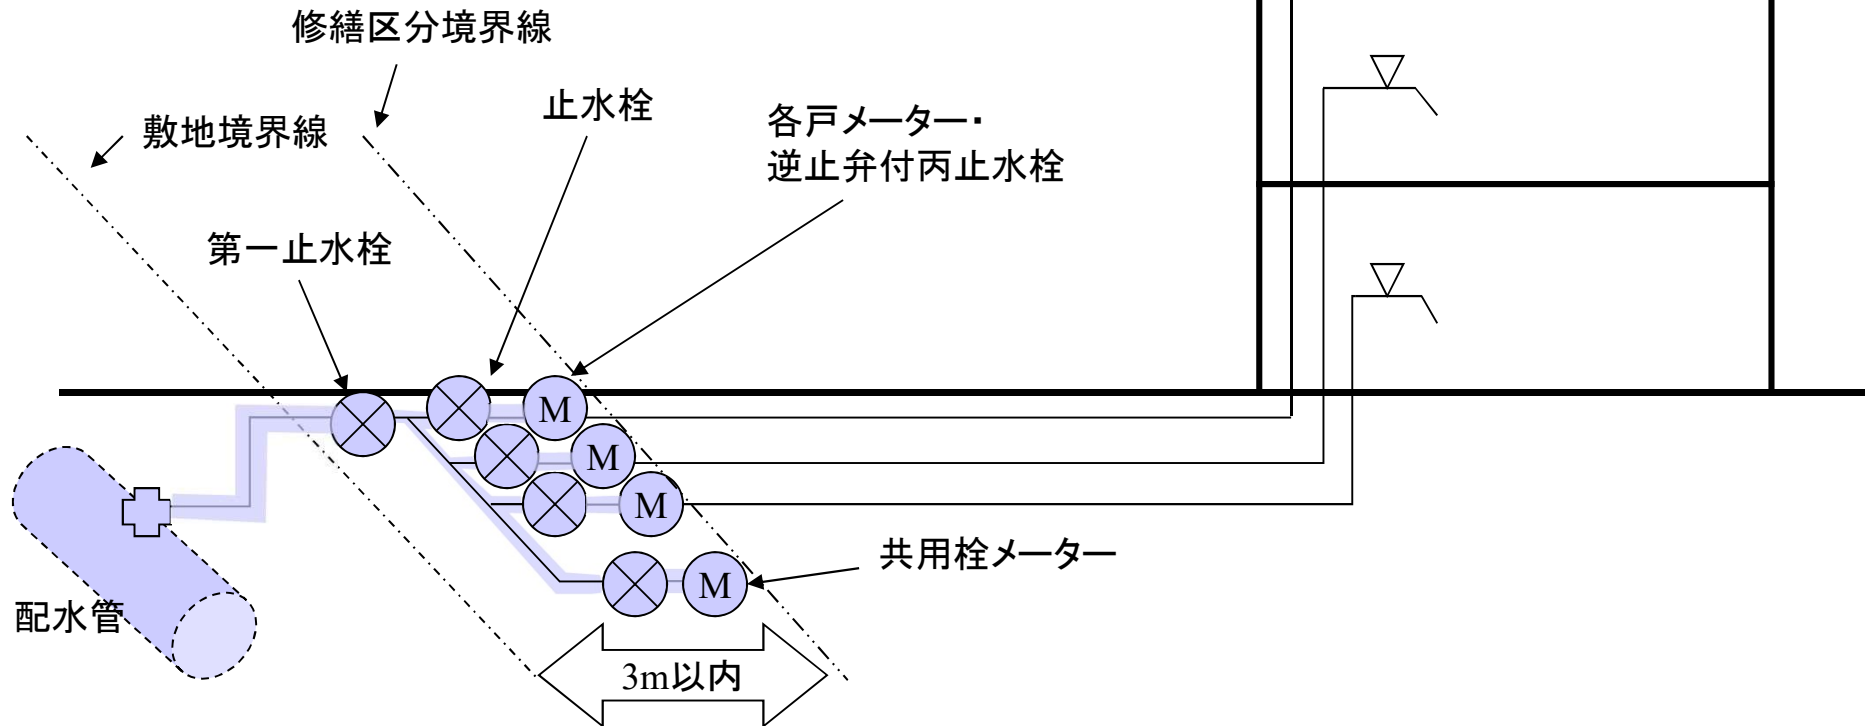 修繕区分境界線
止水栓
各戸メーター・
逆止弁付丙止水栓
敷地境界線
第一止水栓
M
M
M
共用栓メーター
M
配水管
3m以内